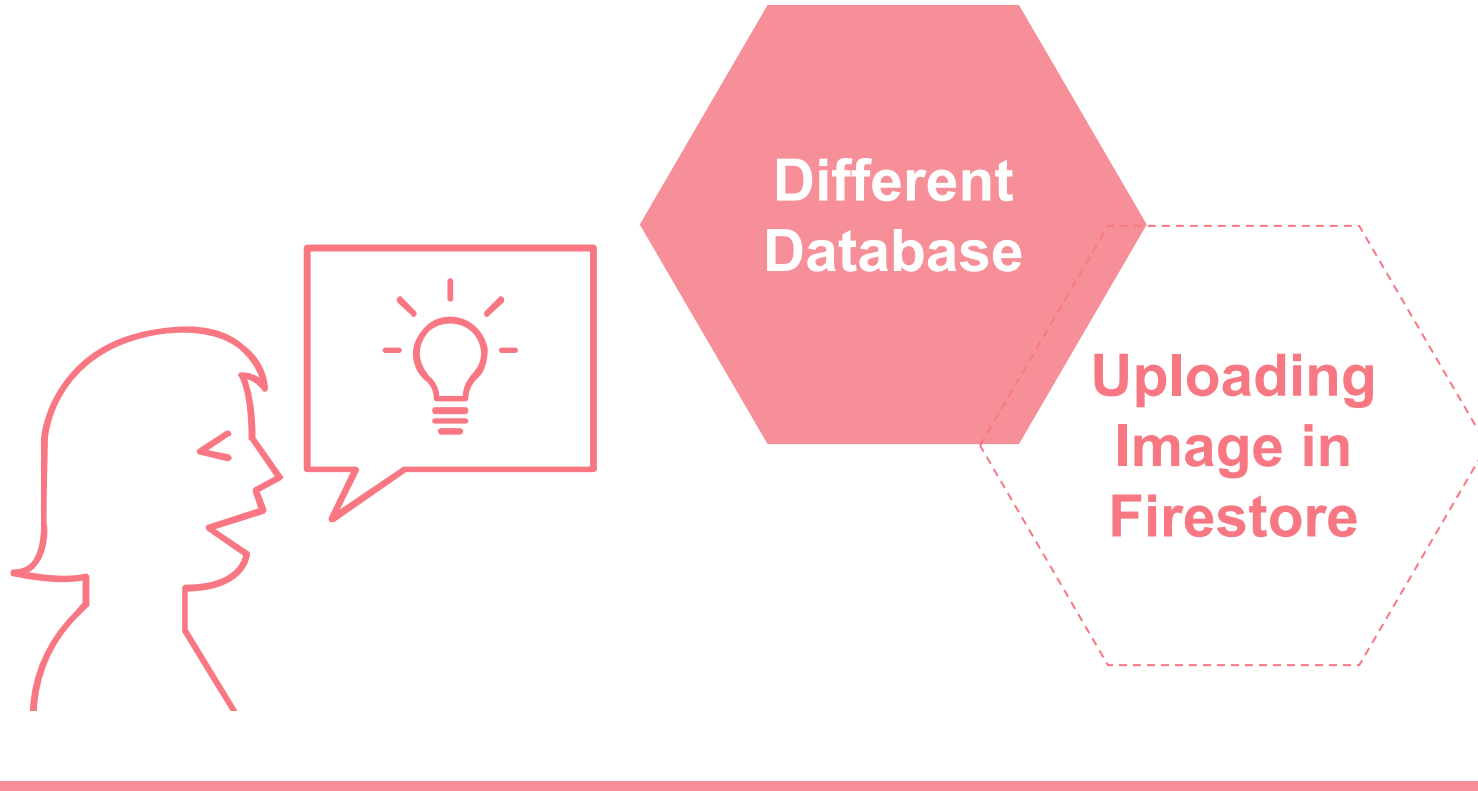 Different
Database
Uploading
Image in
Firestore